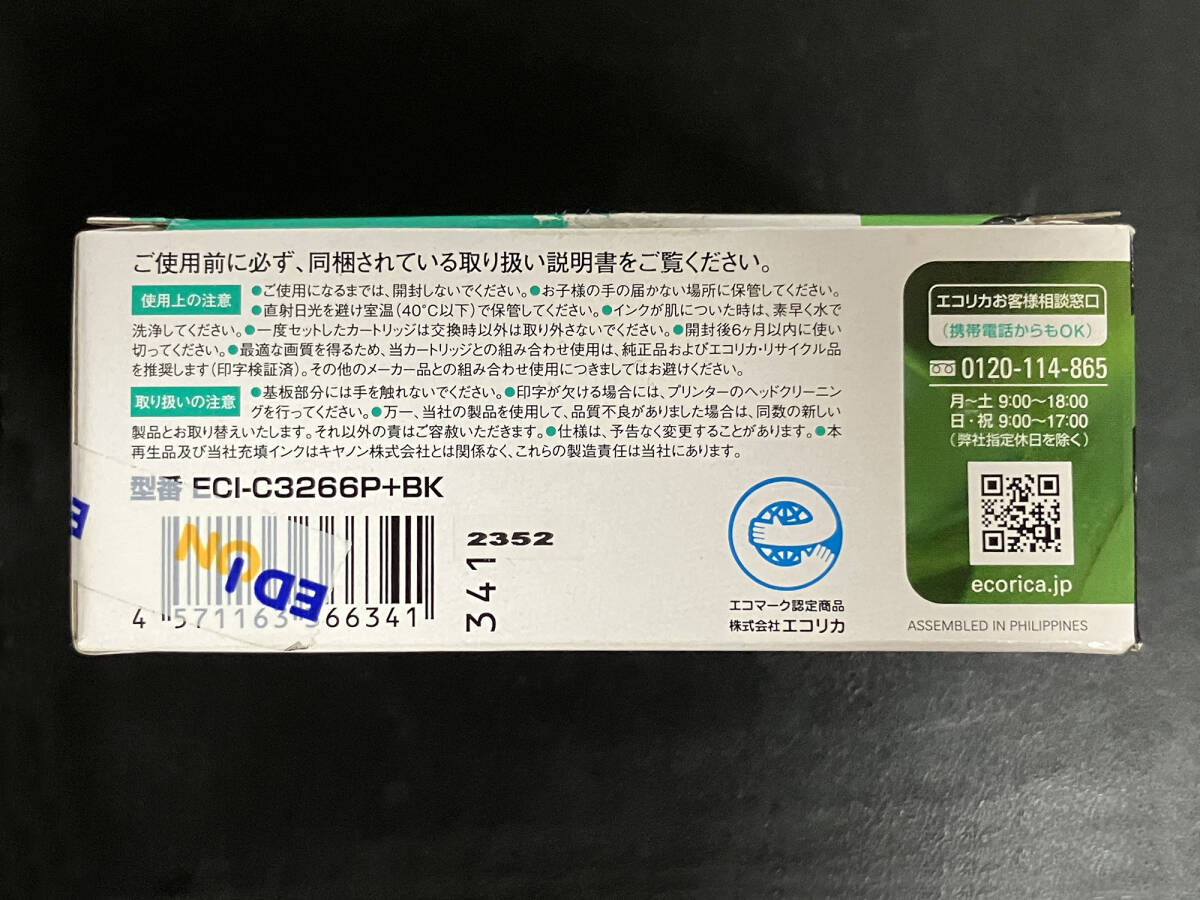 ご使用前に必ず、同梱されている取り扱い説明書をご覧ください。
使用上の注意 ●ご使用になるまでは、開封しないでください。●お子様の手の届かない場所に保管してください。
●直射日光を避け室温(40℃以下)で保管してください。●インクが肌についた時は、素早く水で
洗浄してください。●一度セットしたカートリッジは交換時以外は取り外さないでください。●開封後6ヶ月以内に使い
切ってください。●最適な画質を得るため、当カートリッジとの組み合わせ使用は、純正品およびエコリカ・リサイクル品
を推奨します(印字検証済)。その他のメーカー品との組み合わせ使用につきましてはお避けください。
取り扱いの注意 ●基板部分には手を触れないでください。●印字が欠ける場合には、プリンターのヘッドクリーニン
グを行ってください。●万一、当社の製品を使用して、品質不良がありました場合は、同数の新しい
製品とお取り替えいたします。それ以外の責はご容赦いただきます。●仕様は、予告なく変更することがあります。●本
再生品及び当社充填インクはキヤノン株式会社とは関係なく、これらの製造責任は当社にあります。
型番 ECI-C3266P+BK
EDION
E
4 571163 366341
2352
341
エコマーク認定商品
株式会社エコリカ
エコリカお客様相談窓口
(携帯電話からもOK)
0120-114-865
月〜土 9:00〜18:00
日・祝 9:00〜17:00
(弊社指定休日を除く)
ecorica.jp
ASSEMBLED IN PHILIPPINES